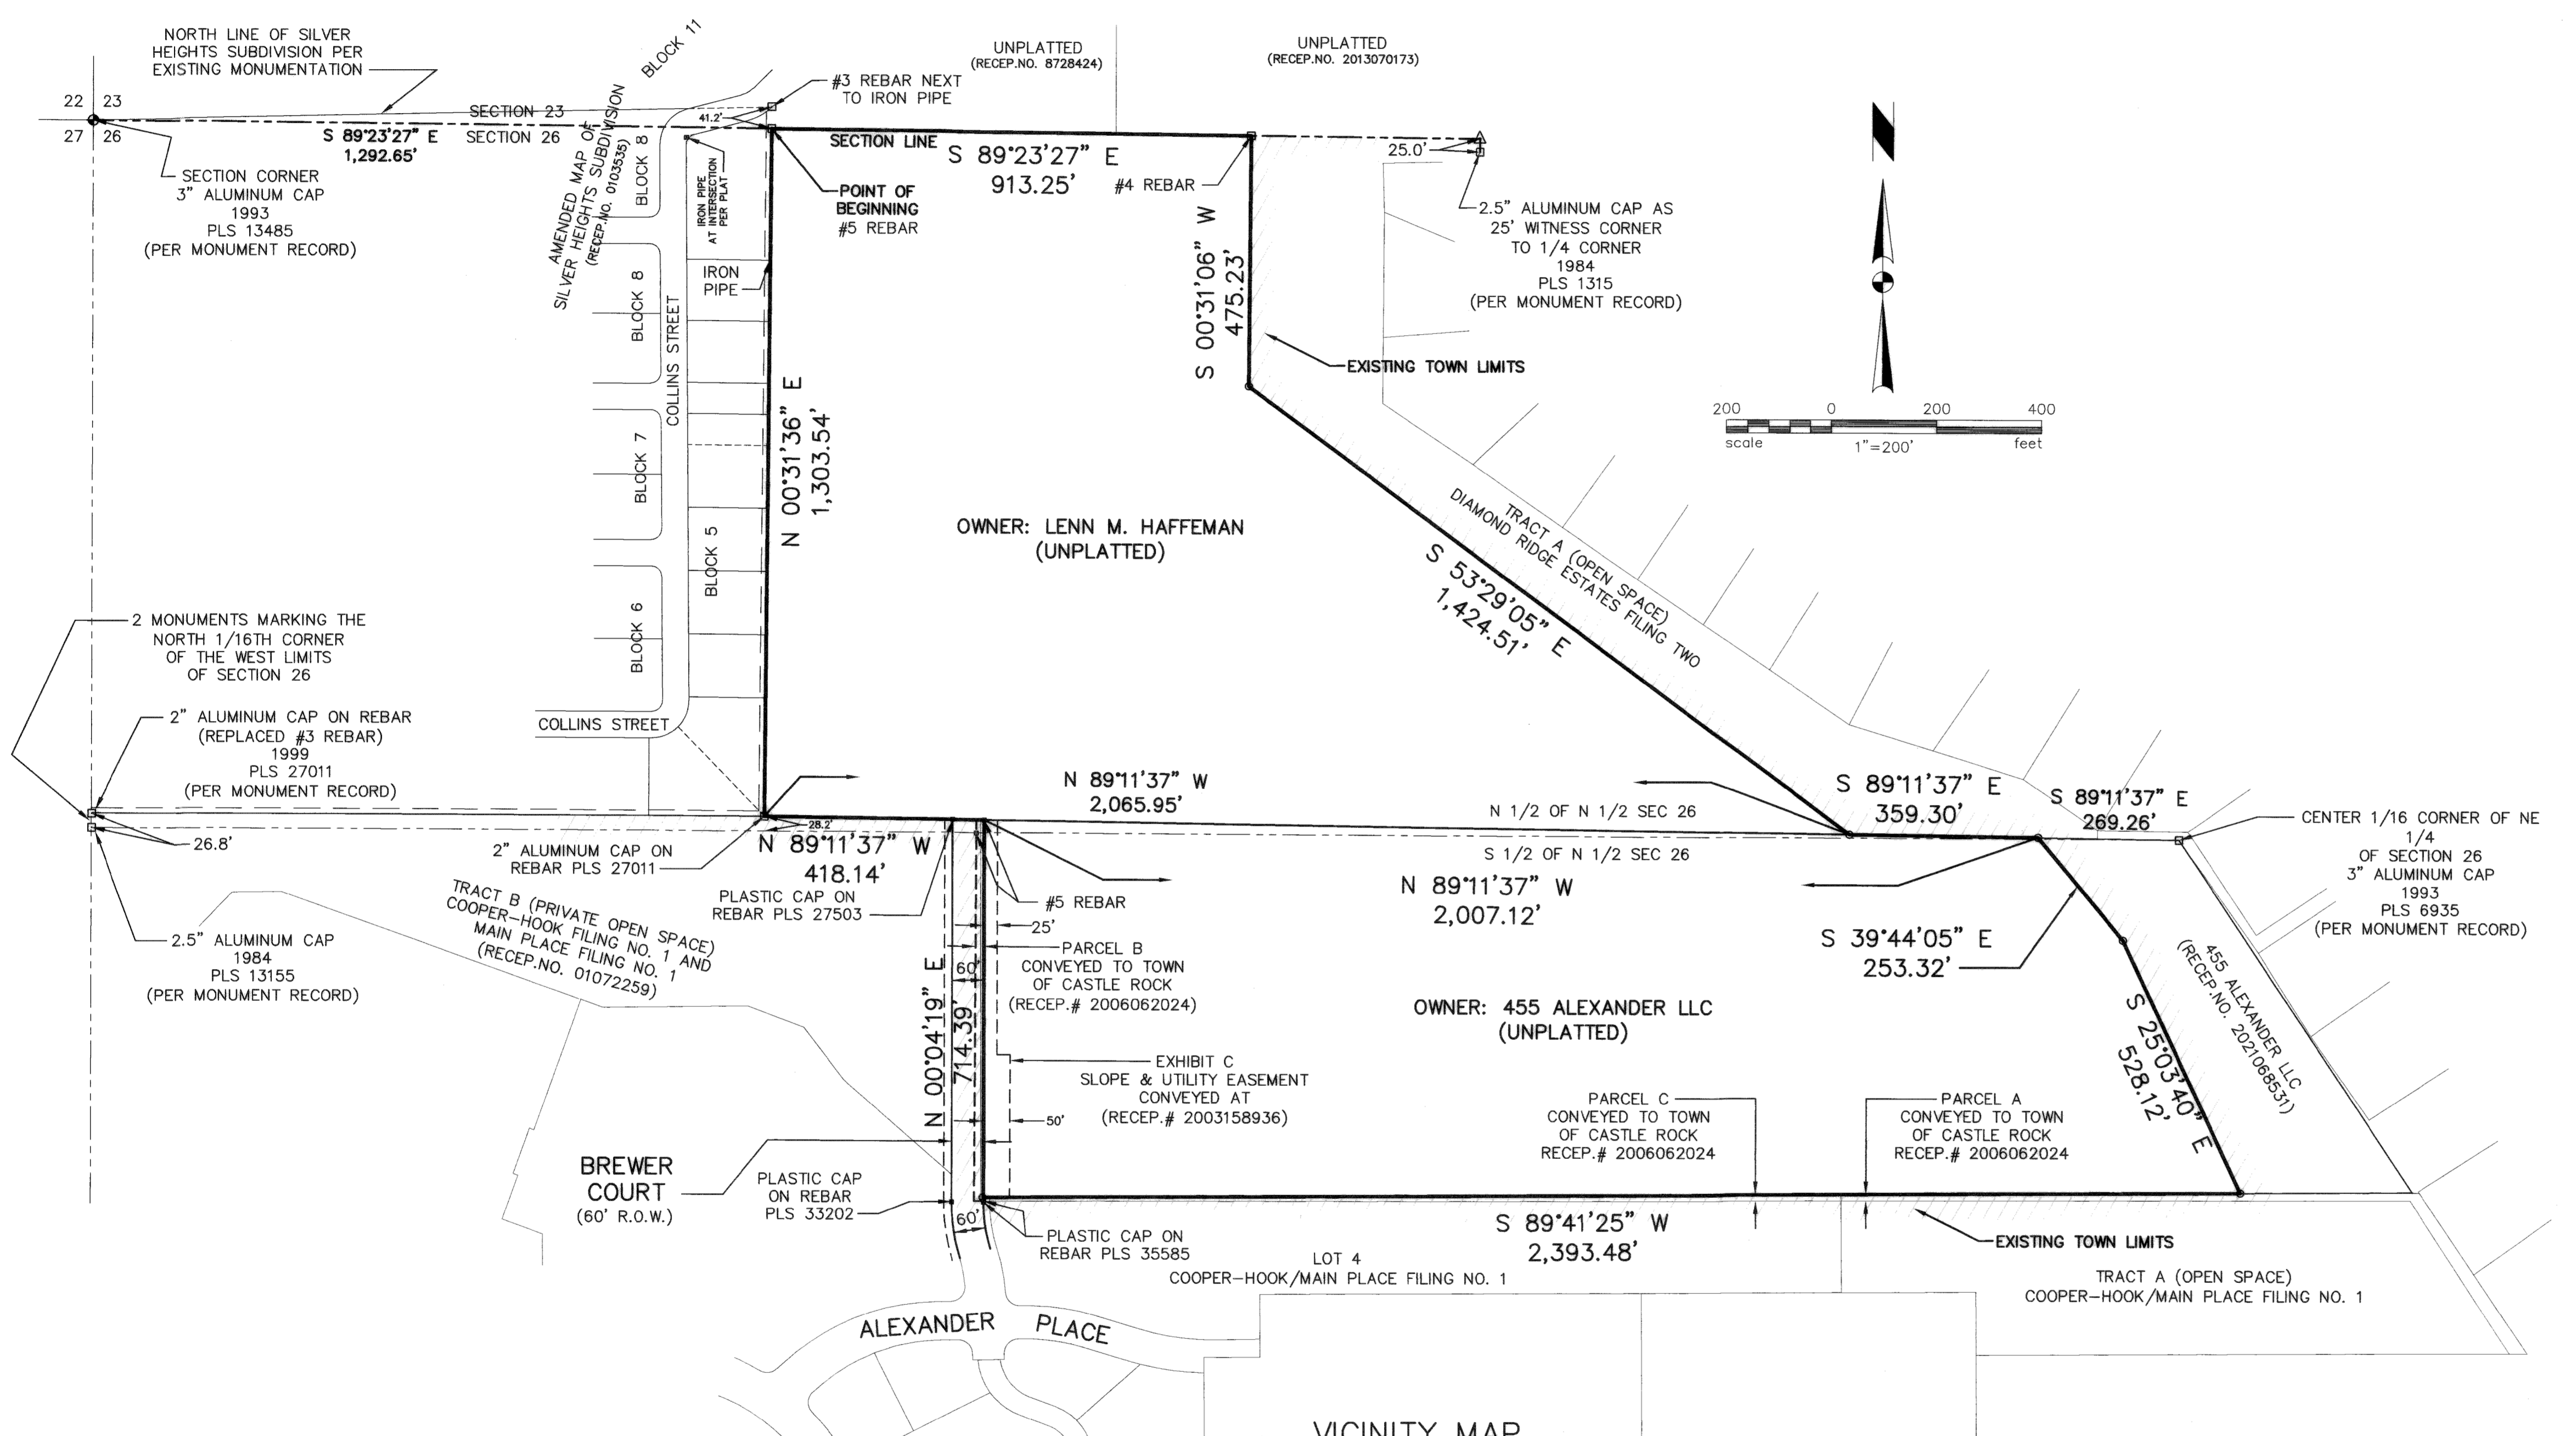 NORTH LINE OF SILVER
HEIGHTS SUBDIVISION PER
EXISTING MONUMENTATION
BLOCK 11
UNPLATTED
(RECEP.NO. 8728424)
UNPLATTED
(RECEP.NO. 2013070173)
#3 REBAR NEXT
TO IRON PIPE
22
23
27
26
SECTION 23
SECTION 26
S 89°23'27" E
1,292.65'
41.2'
SECTION LINE
S 89°23'27" E
913.25'
#4 REBAR
25.0'
N
SECTION CORNER
3" ALUMINUM CAP
1993
PLS 13485
(PER MONUMENT RECORD)
AMENDED MAP OF
SILVER HEIGHTS SUBDIVISION
(RECEP.NO. 0103535)
BLOCK 8
IRON PIPE
AT INTERSECTION
PER PLAT
POINT OF
BEGINNING
#5 REBAR
2.5" ALUMINUM CAP AS
25' WITNESS CORNER
TO 1/4 CORNER
1984
PLS 1315
(PER MONUMENT RECORD)
S 00°31'06" W
475.23'
BLOCK 8
IRON
PIPE
COLLINS STREET
EXISTING TOWN LIMITS
200
0
200
400
scale
1"=200'
feet
N 00°31'36" E
1,303.54'
BLOCK 7
BLOCK 5
BLOCK 6
OWNER: LENN M. HAFFEMAN
(UNPLATTED)
TRACT A (OPEN SPACE)
DIAMOND RIDGE ESTATES FILING TWO
S 53°29'05" E
1,424.51'
2 MONUMENTS MARKING THE
NORTH 1/16TH CORNER
OF THE WEST LIMITS
OF SECTION 26
2" ALUMINUM CAP ON REBAR
(REPLACED #3 REBAR)
1999
PLS 27011
(PER MONUMENT RECORD)
COLLINS STREET
N 89°11'37" W
2,065.95'
N 1/2 OF N 1/2 SEC 26
S 1/2 OF N 1/2 SEC 26
S 89°11'37" E
359.30'
S 89°11'37" E
269.26'
CENTER 1/16 CORNER OF NE
1/4
OF SECTION 26
3" ALUMINUM CAP
1993
PLS 6935
(PER MONUMENT RECORD)
26.8'
28.2'
2" ALUMINUM CAP ON
REBAR PLS 27011
N 89°11'37" W
418.14'
PLASTIC CAP ON
REBAR PLS 27503
#5 REBAR
25'
N 89°11'37" W
2,007.12'
S 39°44'05" E
253.32'
2.5" ALUMINUM CAP
1984
PLS 13155
(PER MONUMENT RECORD)
TRACT B (PRIVATE OPEN SPACE)
COOPER-HOOK FILING NO. 1 AND
MAIN PLACE FILING NO. 1
(RECEP.NO. 01072259)
PARCEL B
CONVEYED TO TOWN
OF CASTLE ROCK
(RECEP.# 2006062024)
60'
N 00°04'19" E
714.39'
OWNER: 455 ALEXANDER LLC
(UNPLATTED)
455 ALEXANDER LLC
(RECEP.NO. 2021068531)
S 25°03'40" E
528.12'
EXHIBIT C
SLOPE & UTILITY EASEMENT
CONVEYED AT
(RECEP.# 2003158936)
50'
PARCEL C
CONVEYED TO TOWN
OF CASTLE ROCK
RECEP.# 2006062024
PARCEL A
CONVEYED TO TOWN
OF CASTLE ROCK
RECEP.# 2006062024
BREWER
COURT
(60' R.O.W.)
PLASTIC CAP
ON REBAR
PLS 33202
60'
PLASTIC CAP ON
REBAR PLS 35585
S 89°41'25" W
2,393.48'
EXISTING TOWN LIMITS
LOT 4
COOPER-HOOK/MAIN PLACE FILING NO. 1
TRACT A (OPEN SPACE)
COOPER-HOOK/MAIN PLACE FILING NO. 1
ALEXANDER PLACE
VICINITY MAP